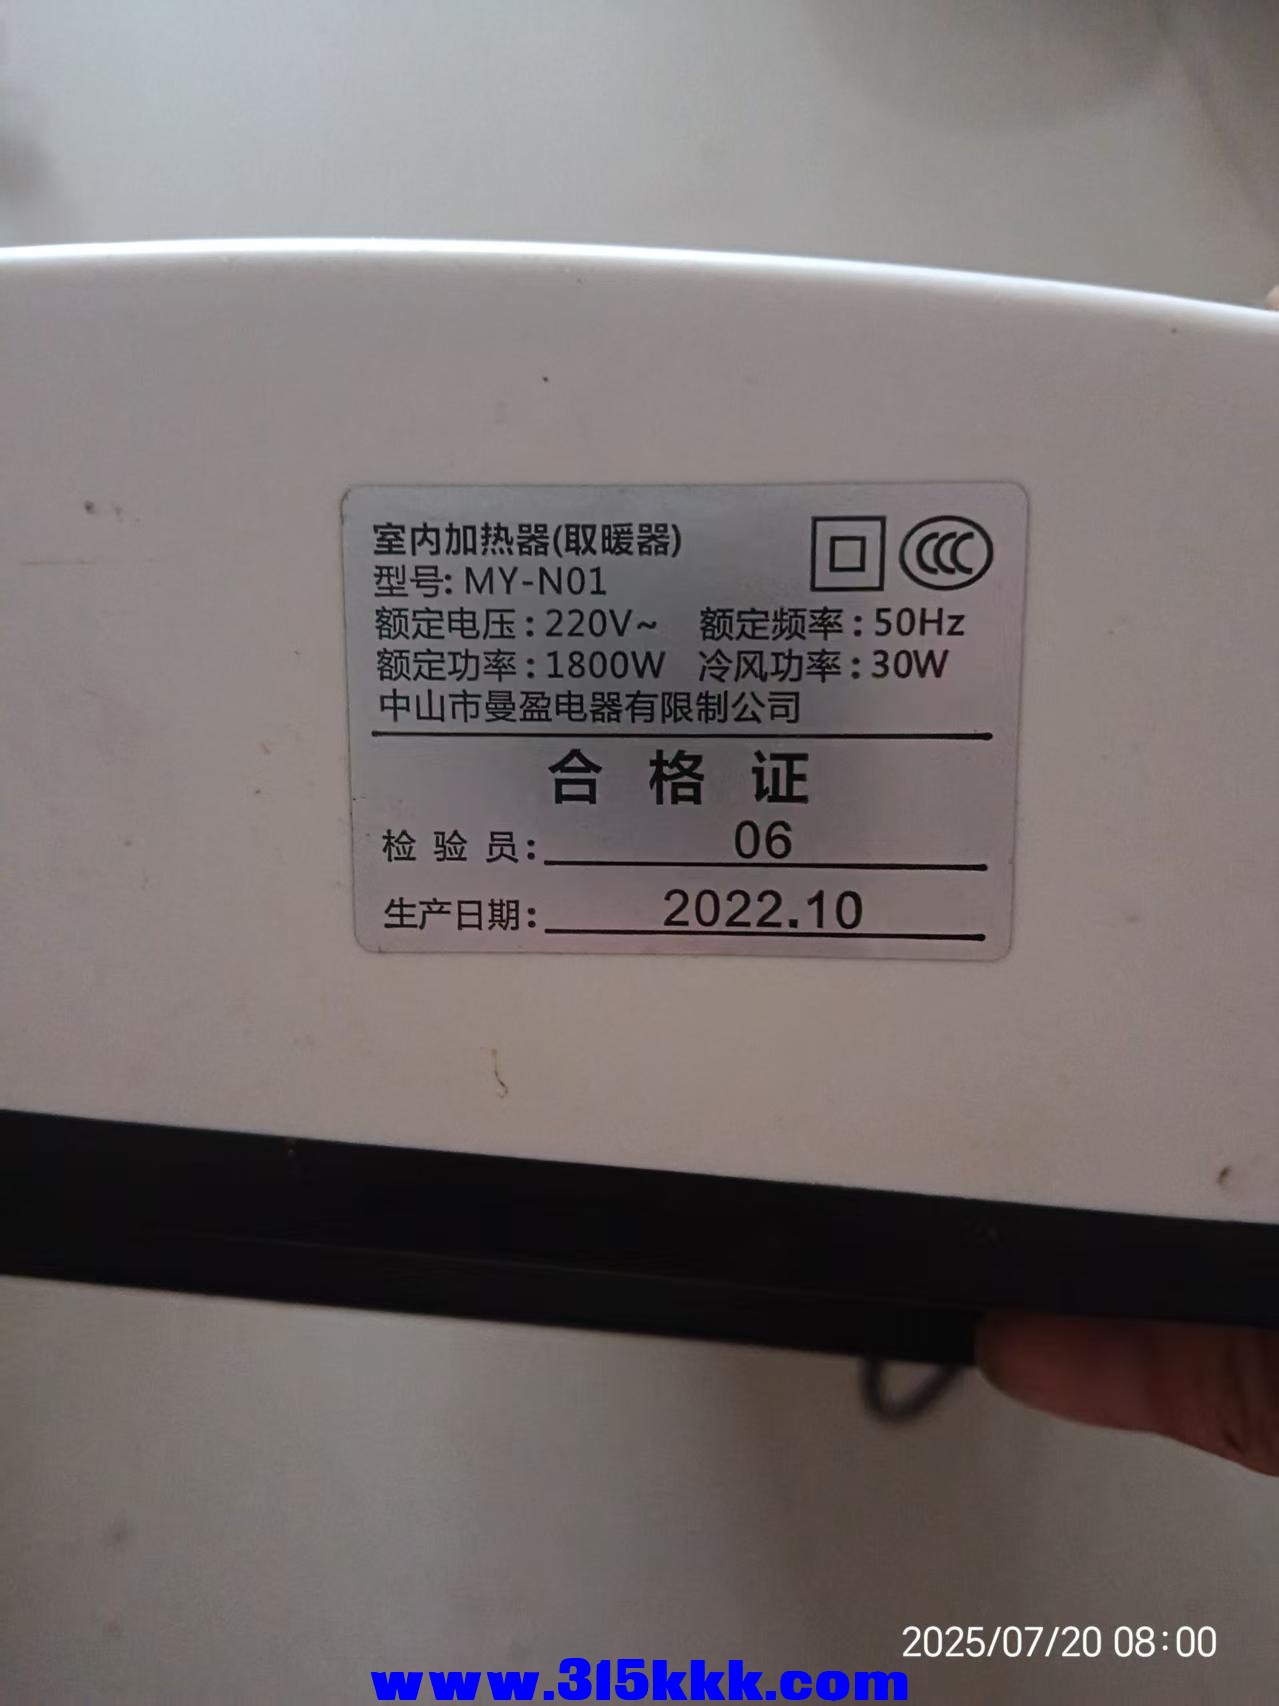 室内加热器(取暖器)
型号: MY-N01
额定电压: 220V~ 额定频率: 50Hz
额定功率: 1800W 冷风功率: 30W
中山市曼盈电器有限制公司
合格证
检验员: 06
生产日期: 2022.10
2025/07/20 08:00
www.315kkk.com